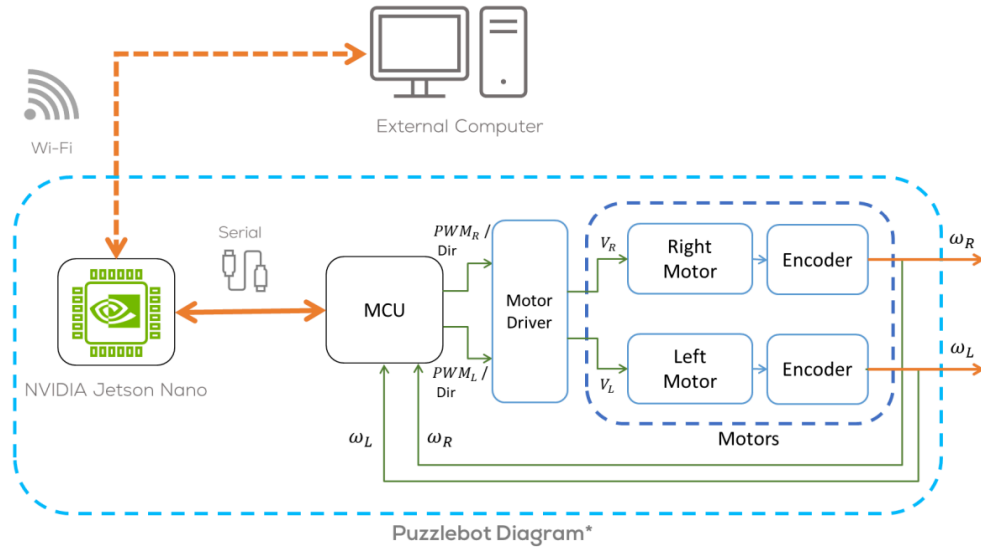 External Computer
Wi-Fi
Serial
NVIDIA Jetson Nano
MCU
PWM_R /
Dir
PWM_L /
Dir
Motor
Driver
V_R
V_L
Right
Motor
Encoder
Left
Motor
Encoder
Motors
ω_R
ω_L
ω_L
ω_R
Puzzlebot Diagram*